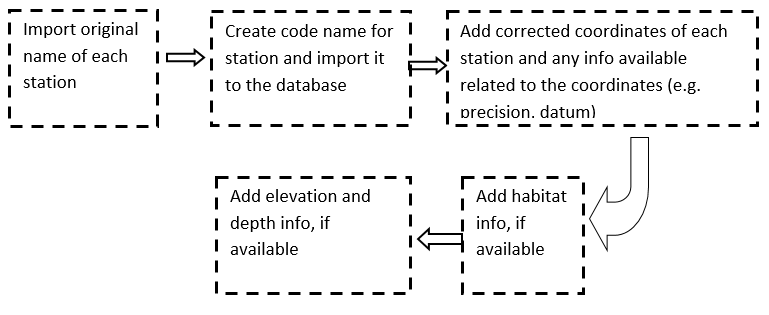 Import original
name of each
station
Create code name for
station and import it
to the database
Add corrected coordinates of each
station and any info available
related to the coordinates (e.g.
precision, datum)
Add habitat
info, if
available
Add elevation and
depth info, if
available